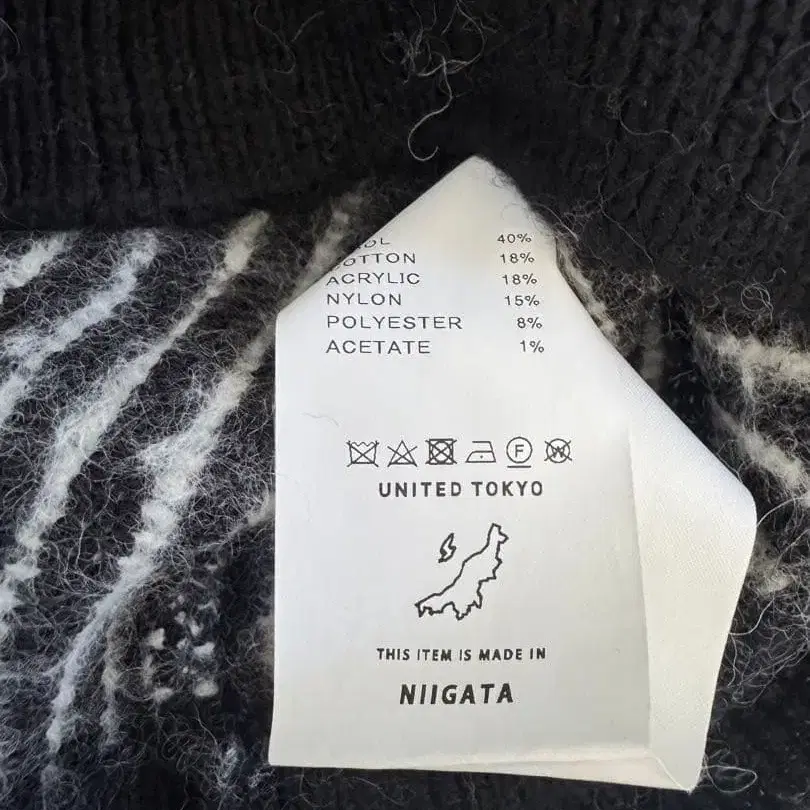 40%
COTTON 18%
ACRYLIC 18%
NYLON 15%
POLYESTER 8%
ACETATE 1%
F W
UNITED TOKYO
THIS ITEM IS MADE IN
NIIGATA